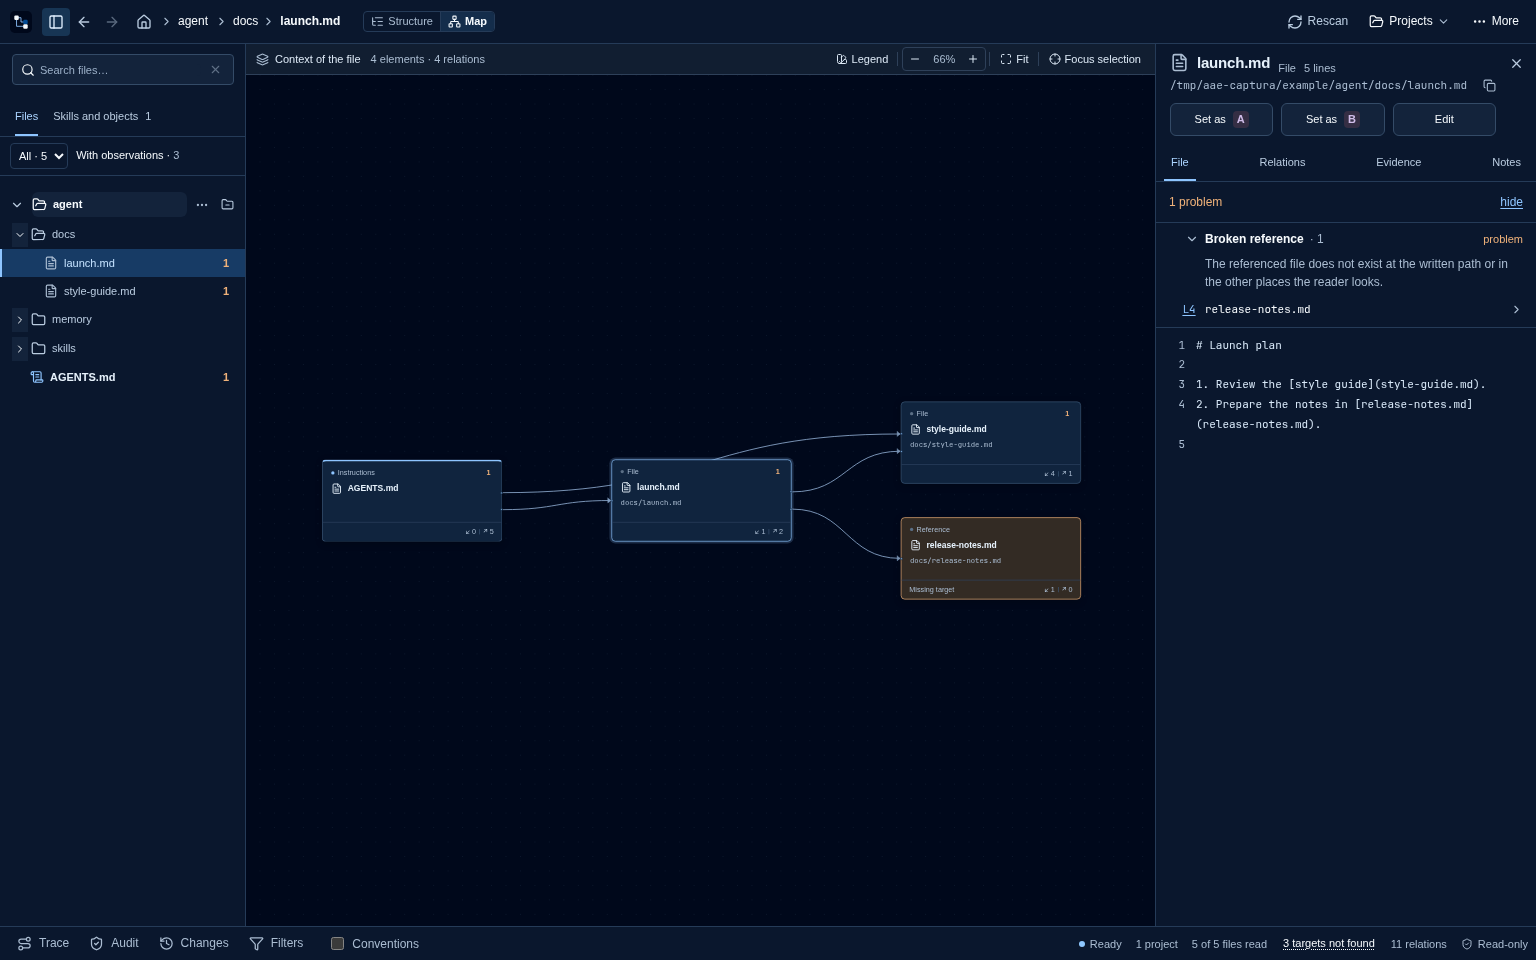 agent
docs
launch.md
Structure
Map
Rescan
Projects
More
Search files…
Files
Skills and objects 1
All · 5
With observations · 3
agent
docs
launch.md 1
style-guide.md 1
memory
skills
AGENTS.md 1
Context of the file
4 elements · 4 relations
Legend
66%
Fit
Focus selection
Instructions 1
AGENTS.md
0 5
File 1
launch.md
docs/launch.md
1 2
File 1
style-guide.md
docs/style-guide.md
4 1
Reference
release-notes.md
docs/release-notes.md
Missing target 1 0
launch.md File 5 lines
/tmp/aae-captura/example/agent/docs/launch.md
Set as A
Set as B
Edit
File
Relations
Evidence
Notes
1 problem
hide
Broken reference · 1
problem
The referenced file does not exist at the written path or in
the other places the reader looks.
L4 release-notes.md
1 # Launch plan
2
3 1. Review the [style guide](style-guide.md).
4 2. Prepare the notes in [release-notes.md]
(release-notes.md).
5
Trace
Audit
Changes
Filters
Conventions
Ready
1 project
5 of 5 files read
3 targets not found
11 relations
Read-only